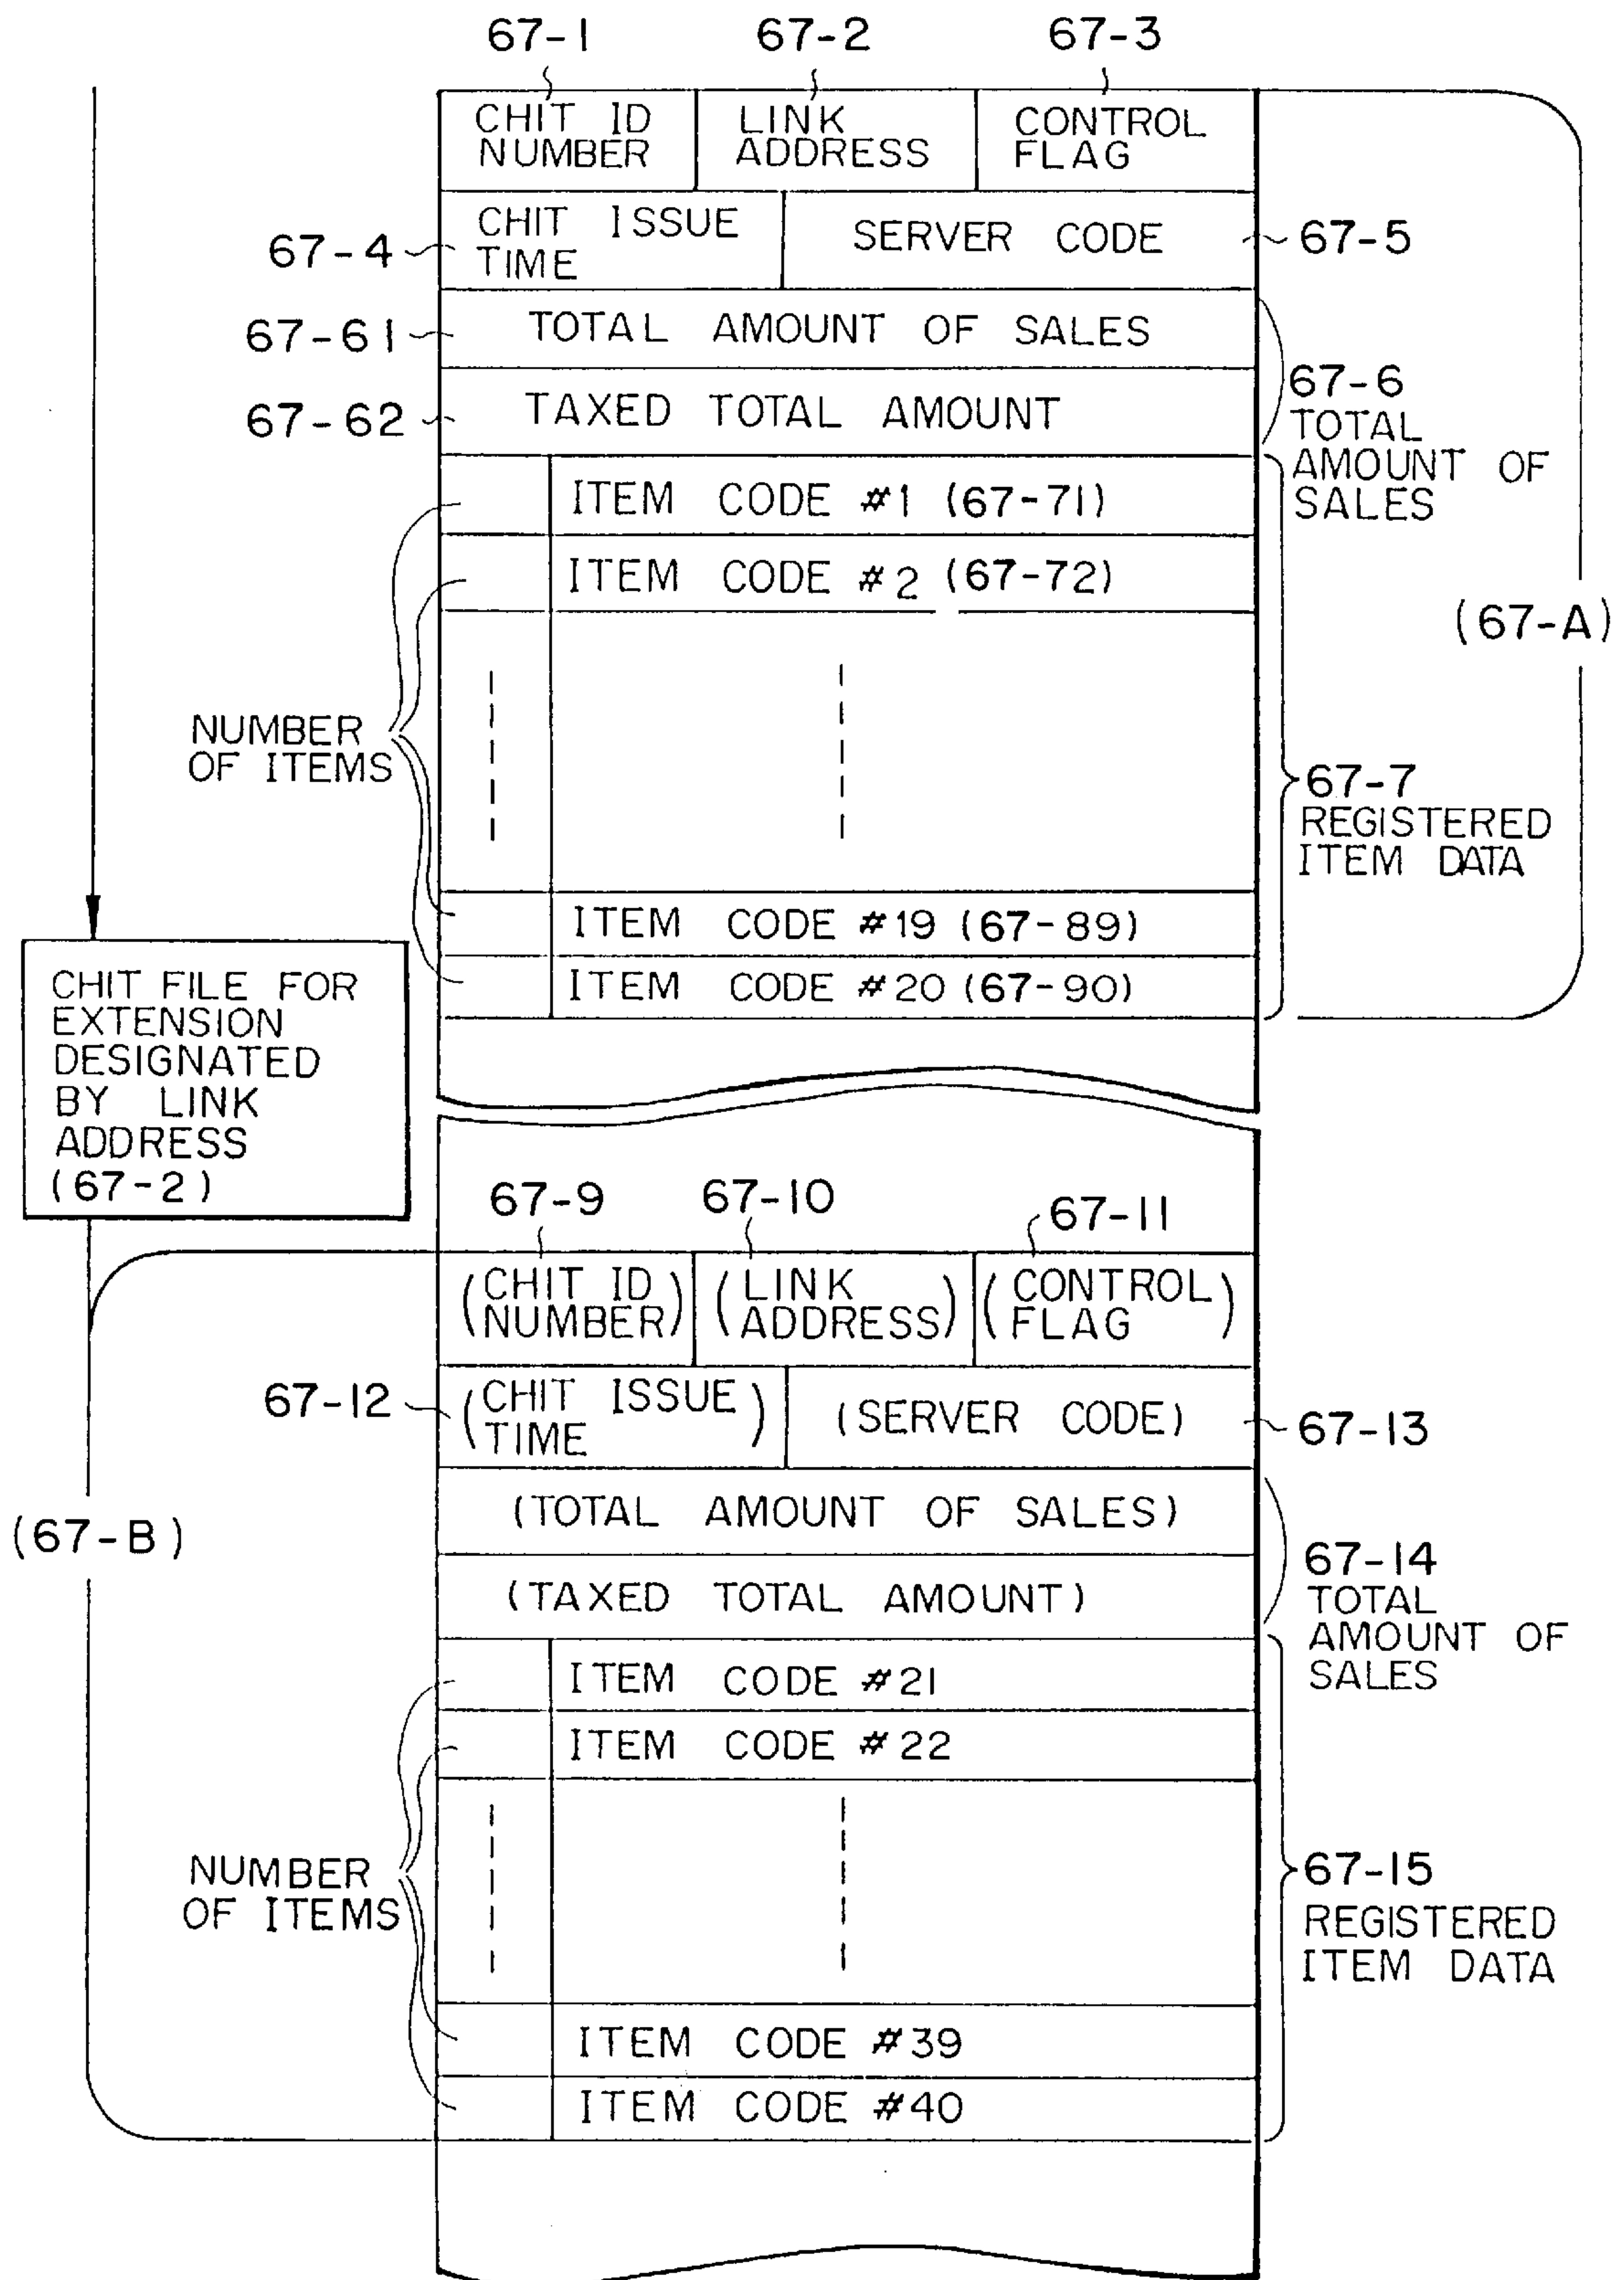 67-1 67-2 67-3
CHIT ID
NUMBER
LINK
ADDRESS
CONTROL
FLAG
67-4
CHIT ISSUE
TIME
SERVER CODE
67-5
67-61
TOTAL AMOUNT OF SALES
67-62
TAXED TOTAL AMOUNT
67-6
TOTAL
AMOUNT OF
SALES
ITEM CODE #1 (67-71)
ITEM CODE #2 (67-72)
(67-A)
NUMBER
OF ITEMS
67-7
REGISTERED
ITEM DATA
ITEM CODE #19 (67-89)
ITEM CODE #20 (67-90)
CHIT FILE FOR
EXTENSION
DESIGNATED
BY LINK
ADDRESS
(67-2)
67-9 67-10 67-11
(CHIT ID
NUMBER)
(LINK
ADDRESS)
(CONTROL
FLAG)
67-12
(CHIT ISSUE
TIME)
(SERVER CODE)
67-13
(TOTAL AMOUNT OF SALES)
(67-B)
(TAXED TOTAL AMOUNT)
67-14
TOTAL
AMOUNT OF
SALES
ITEM CODE #21
ITEM CODE #22
NUMBER
OF ITEMS
67-15
REGISTERED
ITEM DATA
ITEM CODE #39
ITEM CODE #40